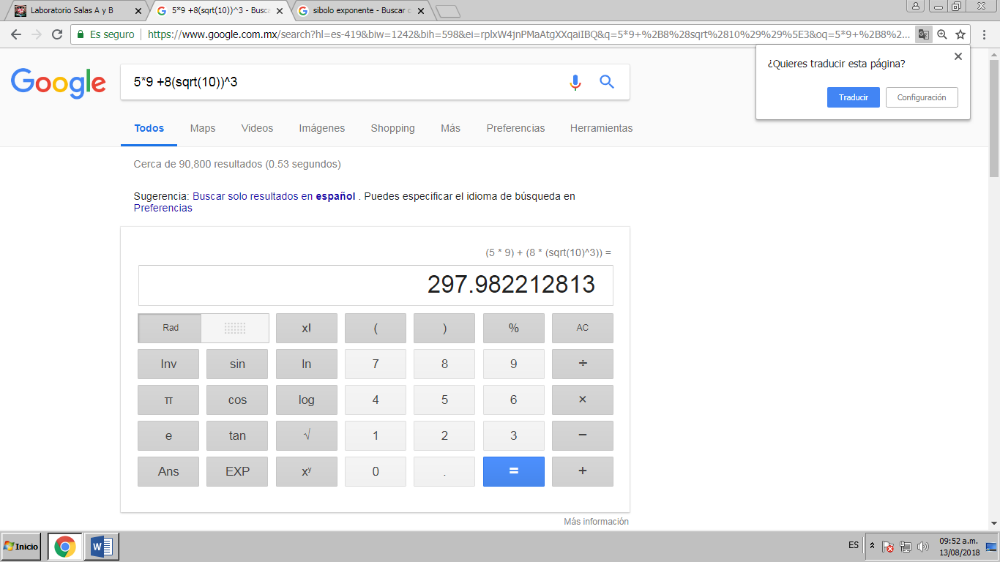 Laboratorio Salas A y B
5*9 +8(sqrt(10))^3 - Busc
sibolo exponente - Buscar c
Es seguro
https://www.google.com.mx/search?hl=es-419&biw=1242&bih=598&ei=rplxW4jnPMaAtgXXqaiIBQ&q=5*9+%2B8%28sqrt%2810%29%29%5E3&oq=5*9+%2B8%2...
¿Quieres traducir esta página?
Traducir
Configuración
Google
5*9 +8(sqrt(10))^3
Todos Maps Videos Imágenes Shopping Más Preferencias Herramientas
Cerca de 90,800 resultados (0.53 segundos)
Sugerencia: Buscar solo resultados en español . Puedes especificar el idioma de búsqueda en
Preferencias
(5 * 9) + (8 * (sqrt(10)^3)) =
297.982212813
Rad x! ( ) % AC
Inv sin ln 7 8 9 ÷
π cos log 4 5 6 ×
e tan √ 1 2 3 −
Ans EXP xʸ 0 . = +
Más información
Inicio
ES
09:52 a.m.
13/08/2018